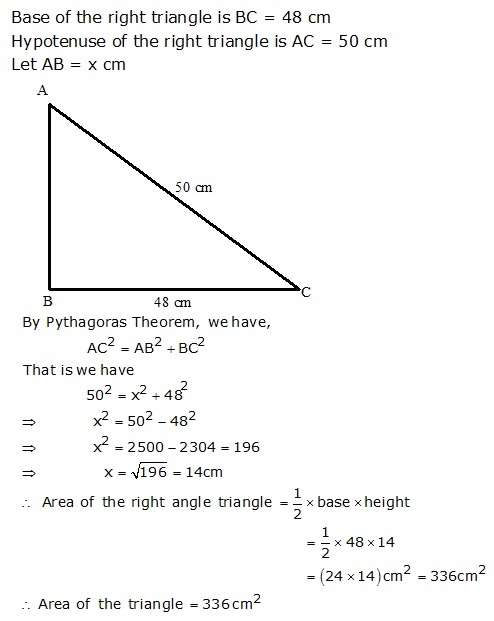 Base of the right triangle is BC = 48 cm
Hypotenuse of the right triangle is AC = 50 cm
Let AB = x cm
A
50 cm
B
C
48 cm
By Pythagoras Theorem, we have,
AC² = AB² + BC²
That is we have
50² = x² + 48²
⇒ x² = 50² − 48²
⇒ x² = 2500 − 2304 = 196
⇒ x = √196 = 14cm
∴ Area of the right angle triangle = 1/2 × base × height
= 1/2 × 48 × 14
= (24 × 14)cm² = 336cm²
∴ Area of the triangle = 336cm²